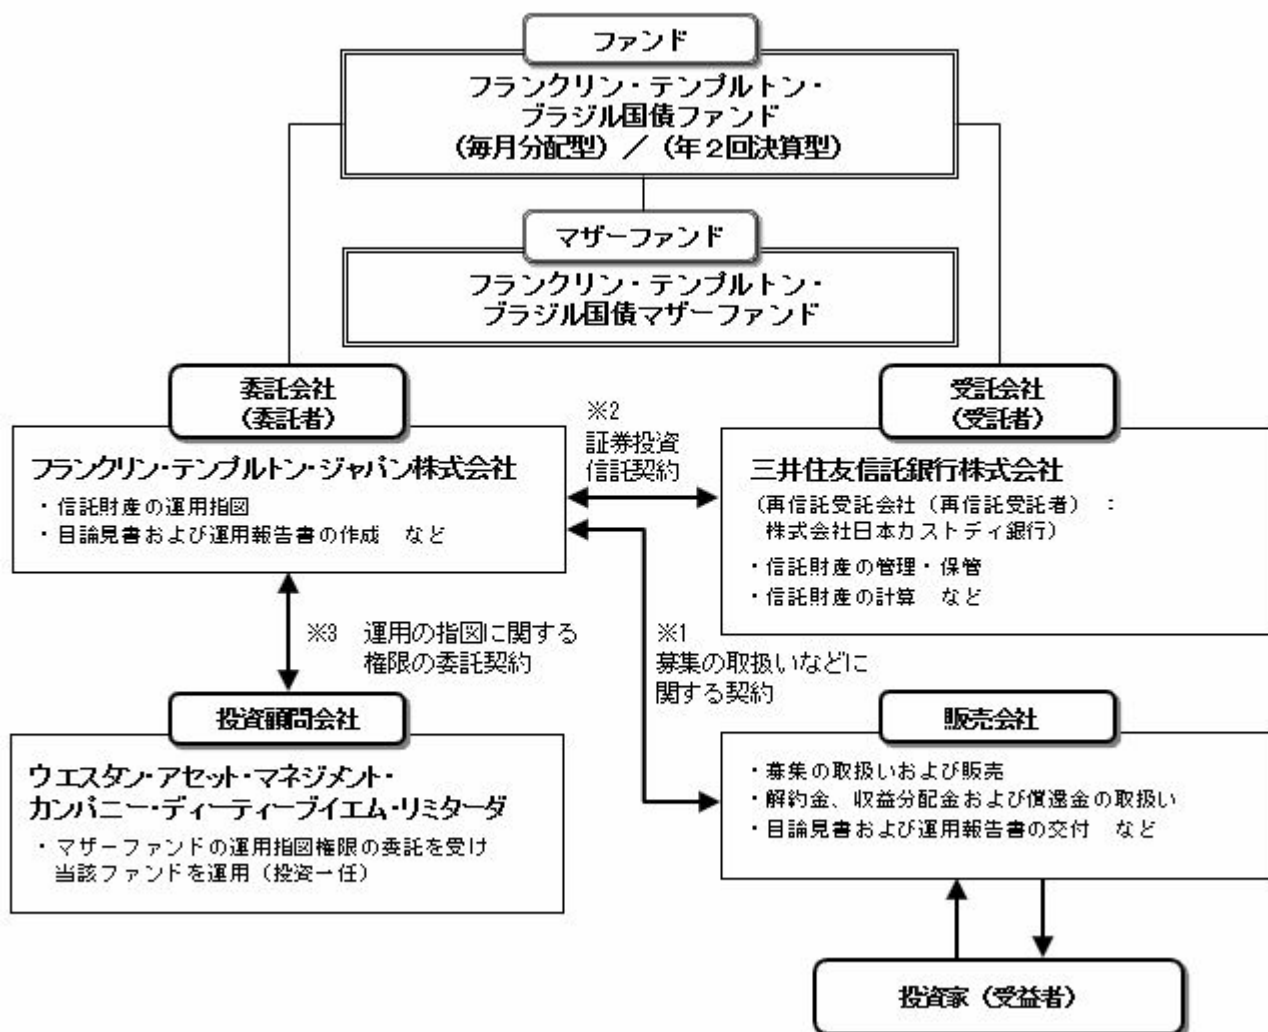 ファンド
フランクリン・テンプルトン・
ブラジル国債ファンド
（毎月分配型）／（年２回決算型）
マザーファンド
フランクリン・テンプルトン・
ブラジル国債マザーファンド
委託会社
（委託者）
フランクリン・テンプルトン・ジャパン株式会社
・信託財産の運用指図
・目論見書および運用報告書の作成　など
※2
証券投資
信託契約
受託会社
（受託者）
三井住友信託銀行株式会社
（再信託受託会社（再信託受託者）：
株式会社日本カストディ銀行）
・信託財産の管理・保管
・信託財産の計算　など
※3　運用の指図に関する
権限の委託契約
※1
募集の取扱いなどに
関する契約
投資顧問会社
ウエスタン・アセット・マネジメント・
カンパニー・ディーティーブイエム・リミターダ
・マザーファンドの運用指図権限の委託を受け
当該ファンドを運用（投資一任）
販売会社
・募集の取扱いおよび販売
・解約金、収益分配金および償還金の取扱い
・目論見書および運用報告書の交付　など
投資家（受益者）